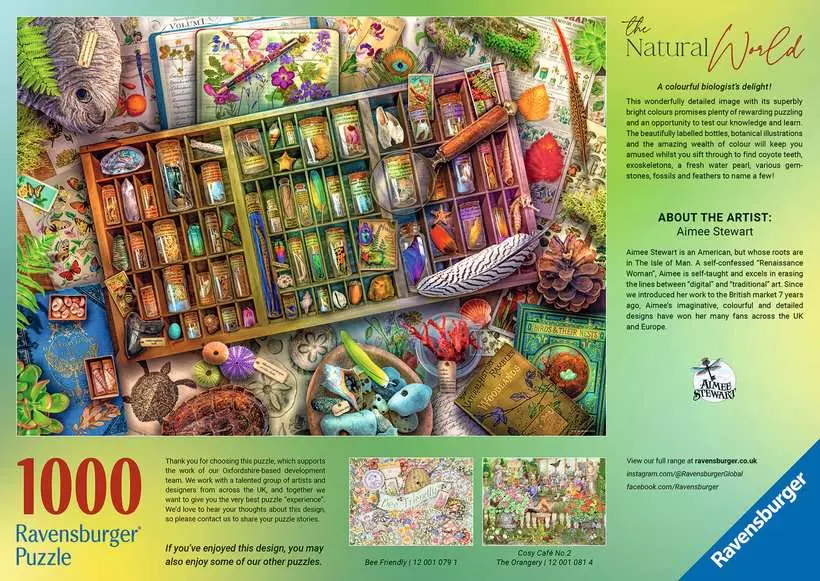 VOLUME I
the
Natural World
A colourful biologist's delight!
This wonderfully detailed image with its superbly
bright colours promises plenty of rewarding puzzling
and an opportunity to test our knowledge and learn.
The beautifully labelled bottles, botanical illustrations
and the amazing wealth of colour will keep you
amused whilst you sift through to find coyote teeth,
exoskeletons, a fresh water pearl, various gem-
stones, fossils and feathers to name a few!
ABOUT THE ARTIST:
Aimee Stewart
Aimee Stewart is an American, but whose roots are
in The Isle of Man. A self-confessed “Renaissance
Woman”, Aimee is self-taught and excels in erasing
the lines between “digital” and “traditional” art. Since
we introduced her work to the British market 7 years
ago, Aimee's imaginative, colourful and detailed
designs have won her many fans across the UK
and Europe.
BIRDS & THEIR NESTS
WOODLANDS
AIMEE
STEWART
1000
Ravensburger®
Puzzle
Thank you for choosing this puzzle, which supports
the work of our Oxfordshire-based development
team. We work with a talented group of artists and
designers from across the UK, and together we
want to give you the very best puzzle “experience”.
We'd love to hear your thoughts about this design,
so please contact us to share your puzzle stories.
If you've enjoyed this design, you may
also enjoy some of our other puzzles.
Bee Friendly
Bee Friendly | 12 001 079 1
Cosy Café No.2
The Orangery | 12 001 081 4
View our full range at ravensburger.co.uk
instagram.com/@RavensburgerGlobal
facebook.com/Ravensburger
Ravensburger